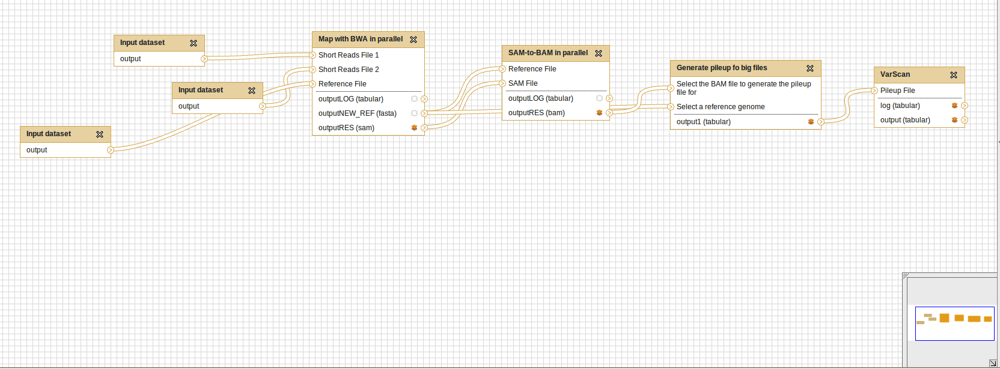 Input dataset
output
Input dataset
output
Input dataset
output
Map with BWA in parallel
Short Reads File 1
Short Reads File 2
Reference File
outputLOG (tabular)
outputNEW_REF (fasta)
outputRES (sam)
SAM-to-BAM in parallel
Reference File
SAM File
outputLOG (tabular)
outputRES (bam)
Generate pileup fo big files
Select the BAM file to generate the pileup
file for
Select a reference genome
output1 (tabular)
VarScan
Pileup File
log (tabular)
output (tabular)